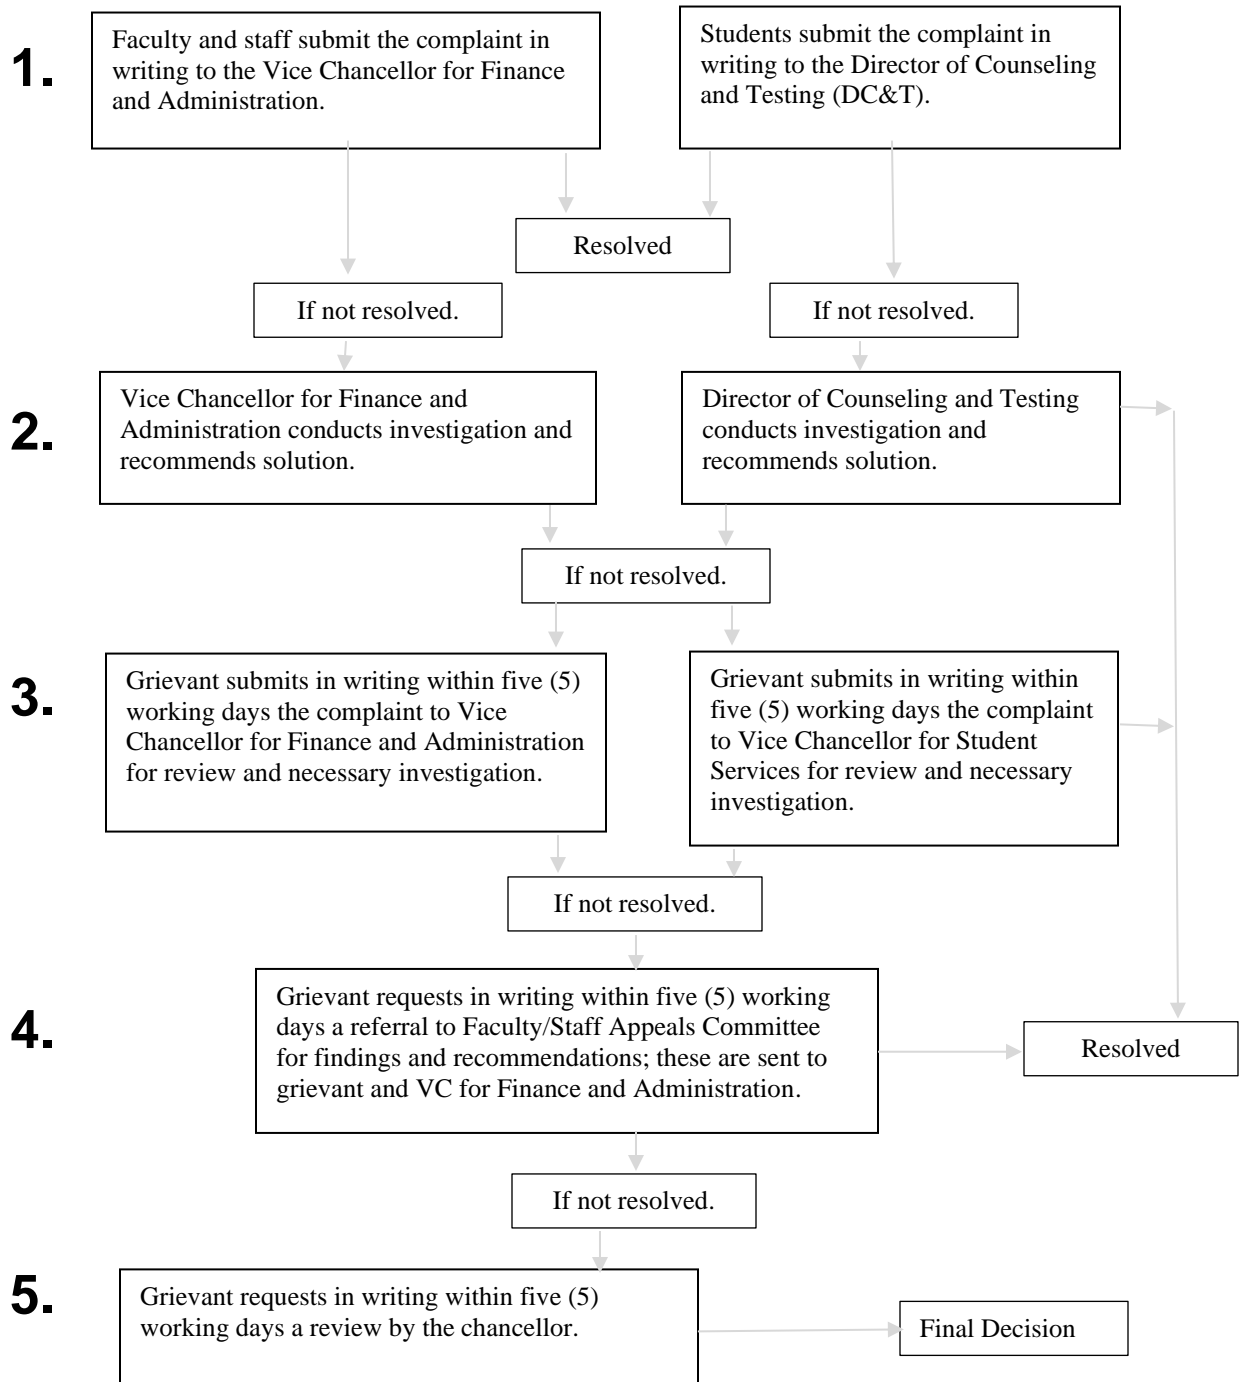 1.
Faculty and staff submit the complaint in
writing to the Vice Chancellor for Finance
and Administration.
Students submit the complaint in
writing to the Director of Counseling
and Testing (DC&T).
Resolved
If not resolved.
If not resolved.
2.
Vice Chancellor for Finance and
Administration conducts investigation and
recommends solution.
Director of Counseling and Testing
conducts investigation and
recommends solution.
If not resolved.
3.
Grievant submits in writing within five (5)
working days the complaint to Vice
Chancellor for Finance and Administration
for review and necessary investigation.
Grievant submits in writing within
five (5) working days the complaint
to Vice Chancellor for Student
Services for review and necessary
investigation.
If not resolved.
4.
Grievant requests in writing within five (5) working
days a referral to Faculty/Staff Appeals Committee
for findings and recommendations; these are sent to
grievant and VC for Finance and Administration.
Resolved
If not resolved.
5.
Grievant requests in writing within five (5)
working days a review by the chancellor.
Final Decision